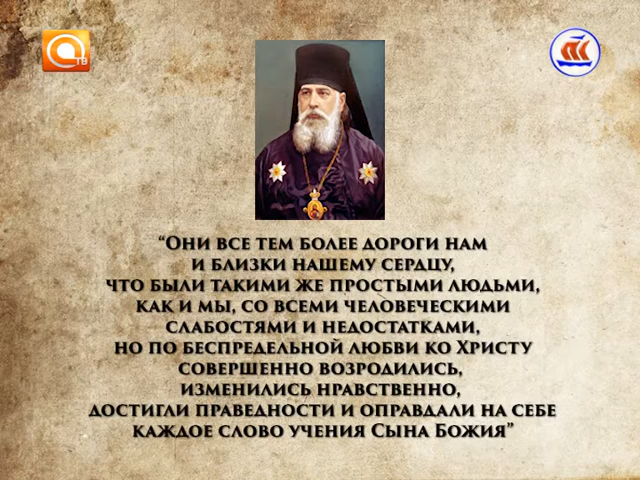 ТВ
“Они все тем более дороги нам
и близки нашему сердцу,
что были такими же простыми людьми,
как и мы, со всеми человеческими
слабостями и недостатками,
но по беспредельной любви ко Христу
совершенно возродились,
изменились нравственно,
достигли праведности и оправдали на себе
каждое слово учения Сына Божия”